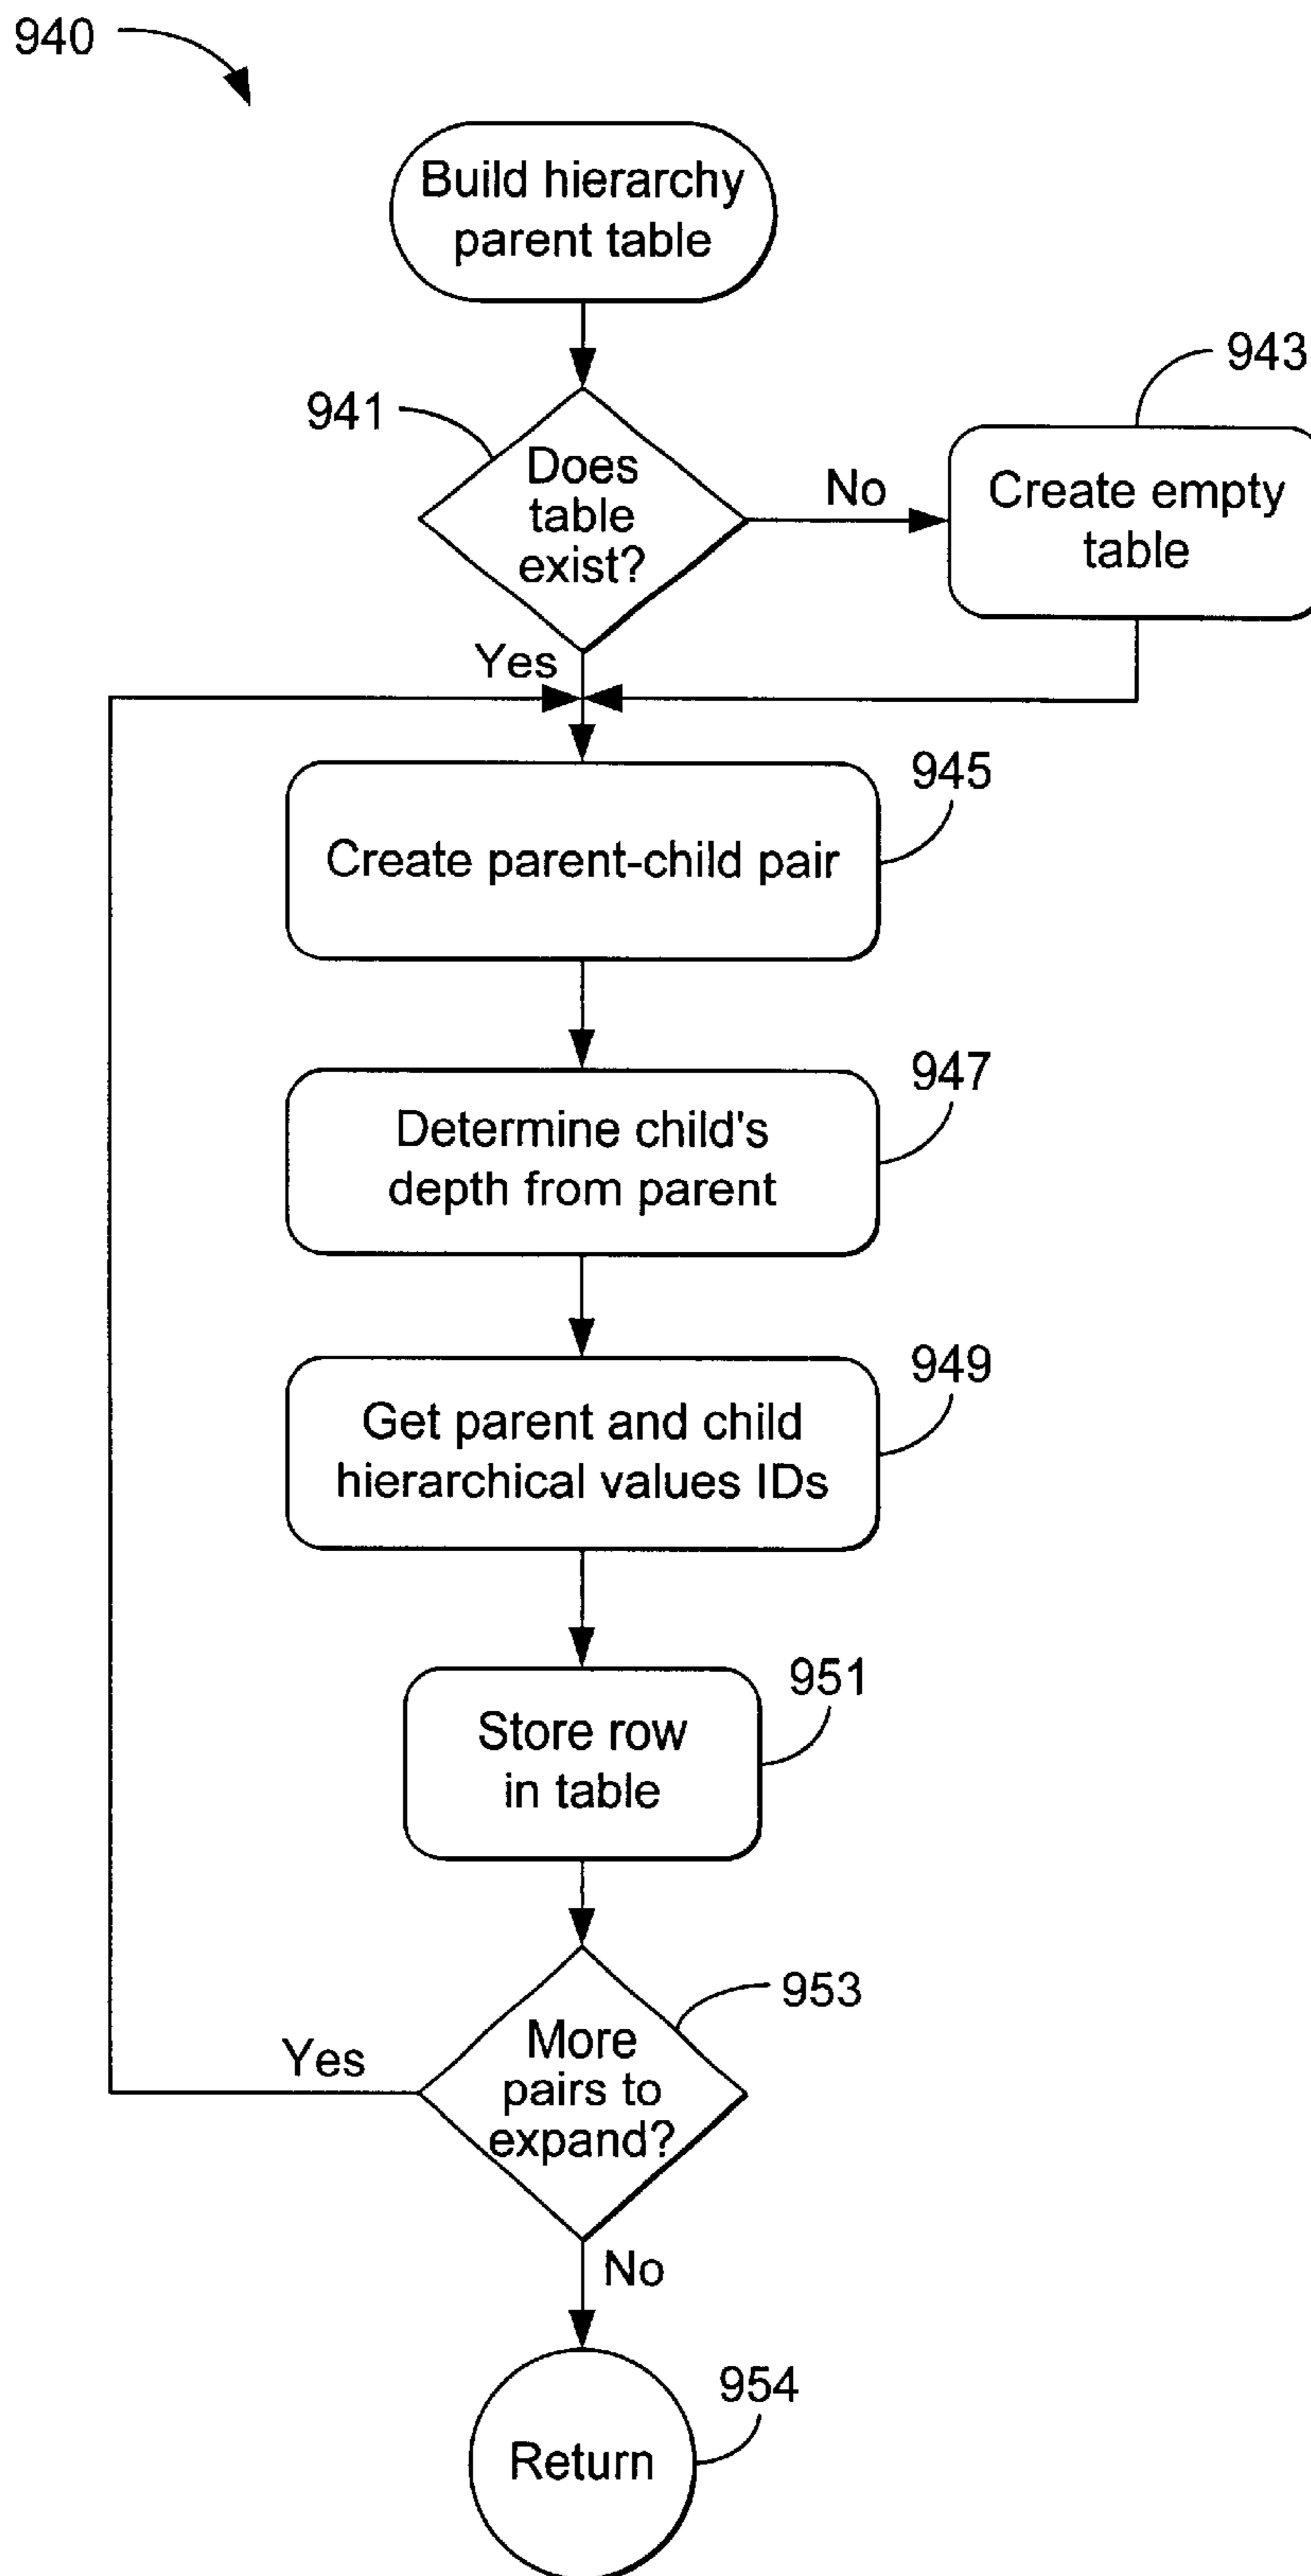 940
Build hierarchy
parent table
943
941
Does
table
exist?
No
Create empty
table
Yes
945
Create parent-child pair
947
Determine child's
depth from parent
949
Get parent and child
hierarchical values IDs
951
Store row
in table
953
More
pairs to
expand?
Yes
No
954
Return